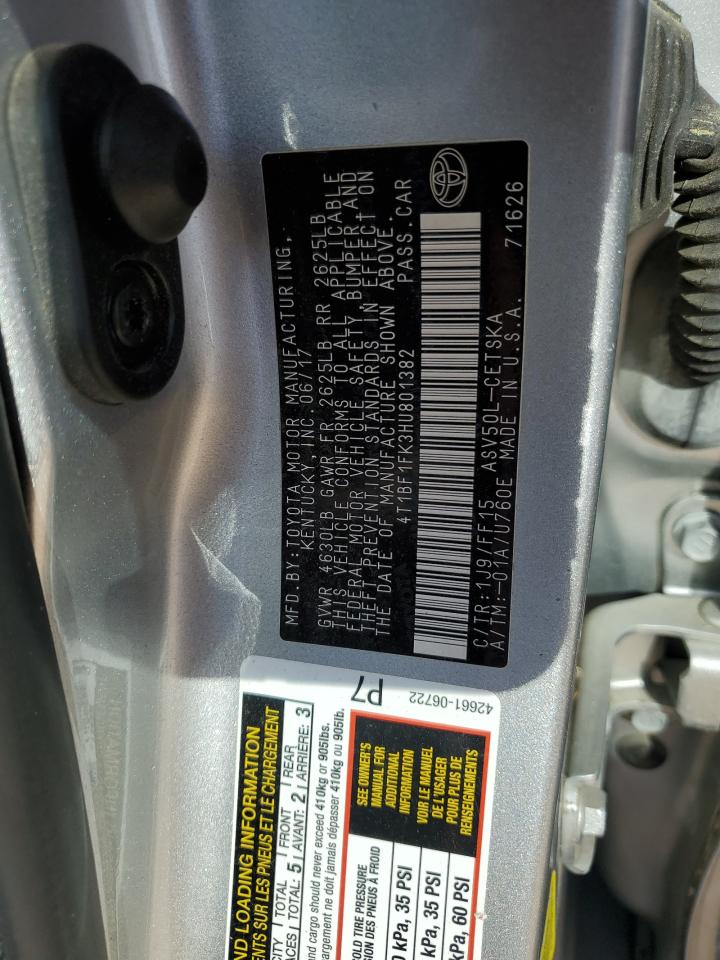 MFD. BY: TOYOTA MOTOR MANUFACTURING,
KENTUCKY, INC. 06/17
GVWR 4630LB GAWR FR 2625LB RR 2625LB
THIS VEHICLE CONFORMS TO ALL APPLICABLE
FEDERAL MOTOR VEHICLE SAFETY, BUMPER, AND
THEFT PREVENTION STANDARDS IN EFFECT ON
THE DATE OF MANUFACTURE SHOWN ABOVE.
4T1BF1FK3HU801382 PASS. CAR
C/TR: 1J9/FF15 ASV50L-CETSKA
A/TM: -01A/U760E MADE IN U.S.A. 71626
ND LOADING INFORMATION
ENTS SUR LES PNEUS ET LE CHARGEMENT
CITY TOTAL FRONT REAR
ACES TOTAL: 5 AVANT: 2 ARRIÈRE: 3
nd cargo should never exceed 410kg or 905lbs.
argement ne doit jamais dépasser 410kg ou 905lb.
P7
42661-06722
OLD TIRE PRESSURE
SION DES PNEUS À FROID
SEE OWNER'S
MANUAL FOR
ADDITIONAL
INFORMATION
VOIR LE MANUEL
DE L'USAGER
POUR PLUS DE
RENSEIGNEMENTS
0 kPa, 35 PSI
kPa, 35 PSI
kPa, 60 PSI